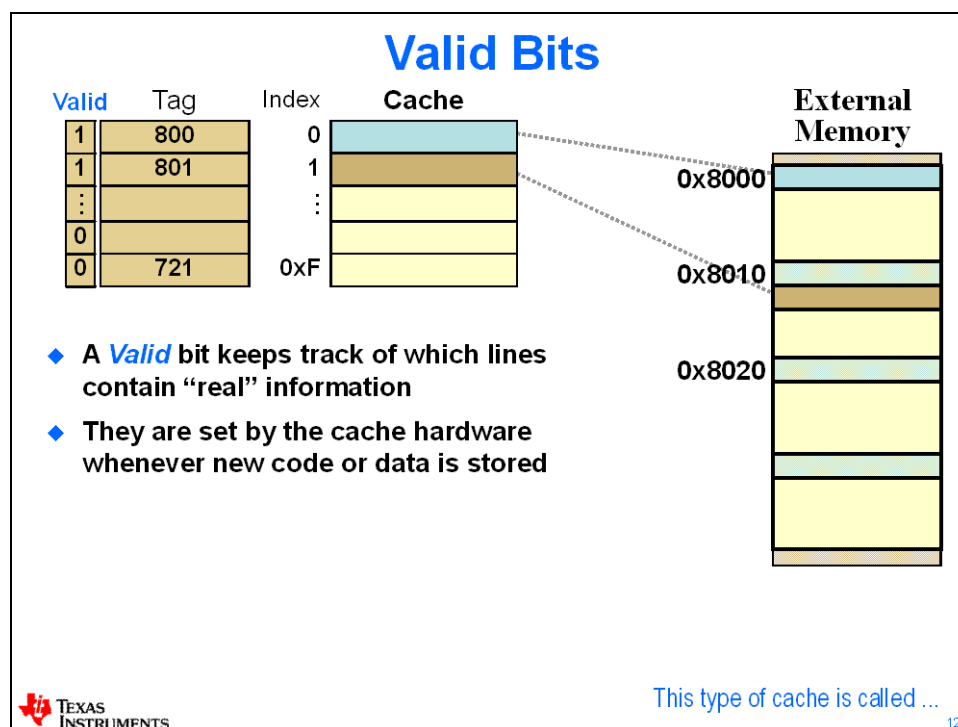 Valid Bits
Valid Tag Index Cache External
Memory
1 800 0
1 801 1
⋮ ⋮
0
0 721 0xF
0x8000
0x8010
0x8020
A Valid bit keeps track of which lines
contain “real” information
They are set by the cache hardware
whenever new code or data is stored
This type of cache is called ...
TEXAS
INSTRUMENTS
12